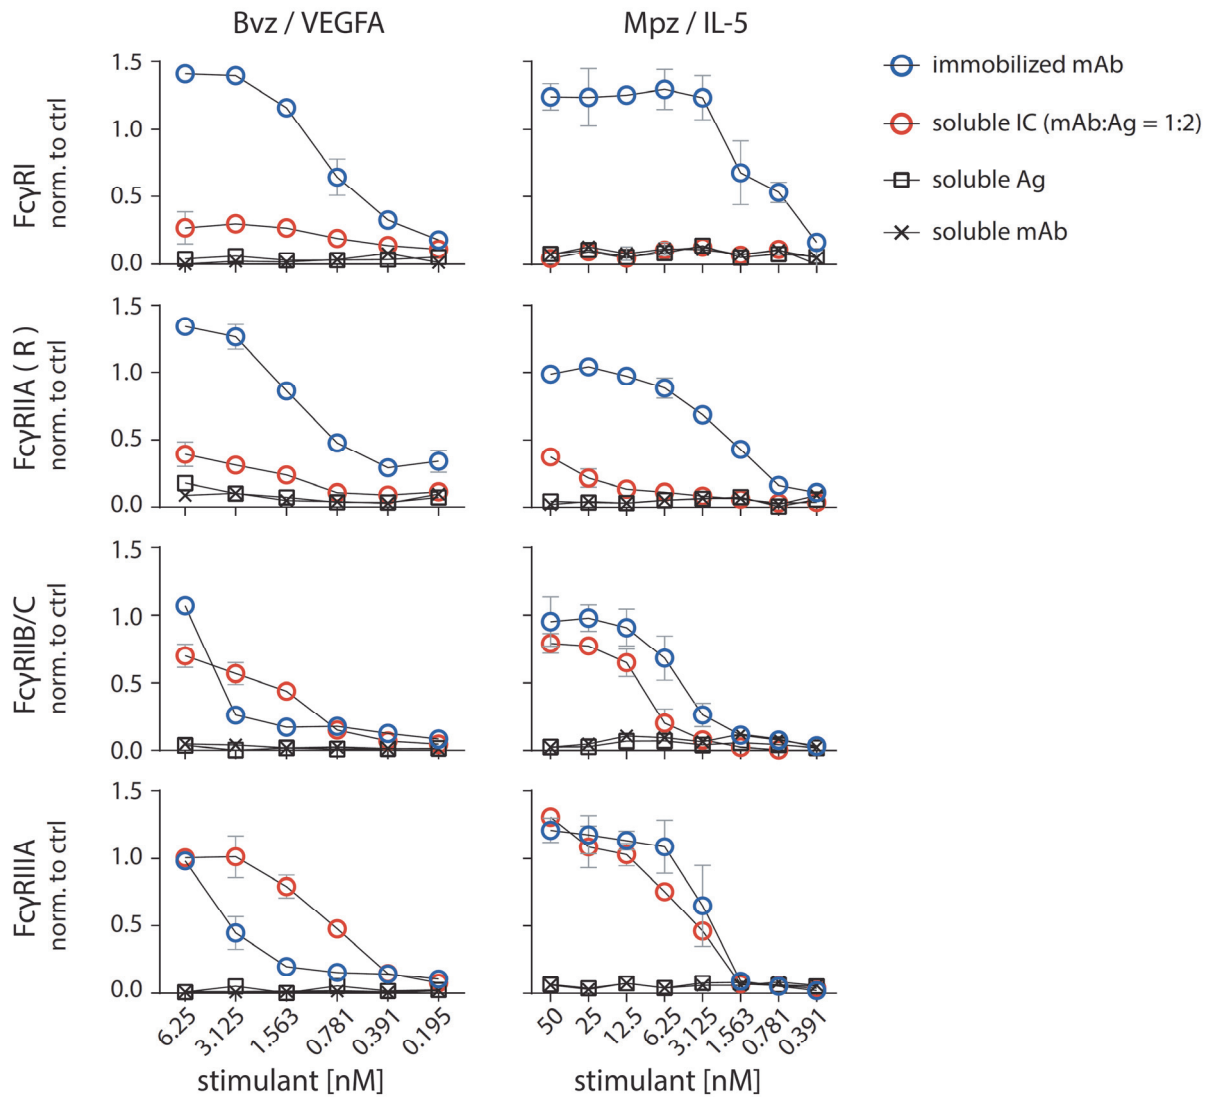 Bvz / VEGFA
Mpz / IL-5
immobilized mAb
soluble IC (mAb:Ag = 1:2)
soluble Ag
soluble mAb
FcγRI
norm. to ctrl
1.5
1.0
0.5
0.0
FcγRIIA ( R )
norm. to ctrl
1.5
1.0
0.5
0.0
FcγRIIB/C
norm. to ctrl
1.5
1.0
0.5
0.0
FcγRIIIA
norm. to ctrl
1.5
1.0
0.5
0.0
6.25 3.125 1.563 0.781 0.391 0.195
50 25 12.5 6.25 3.125 1.563 0.781 0.391
stimulant [nM]
stimulant [nM]